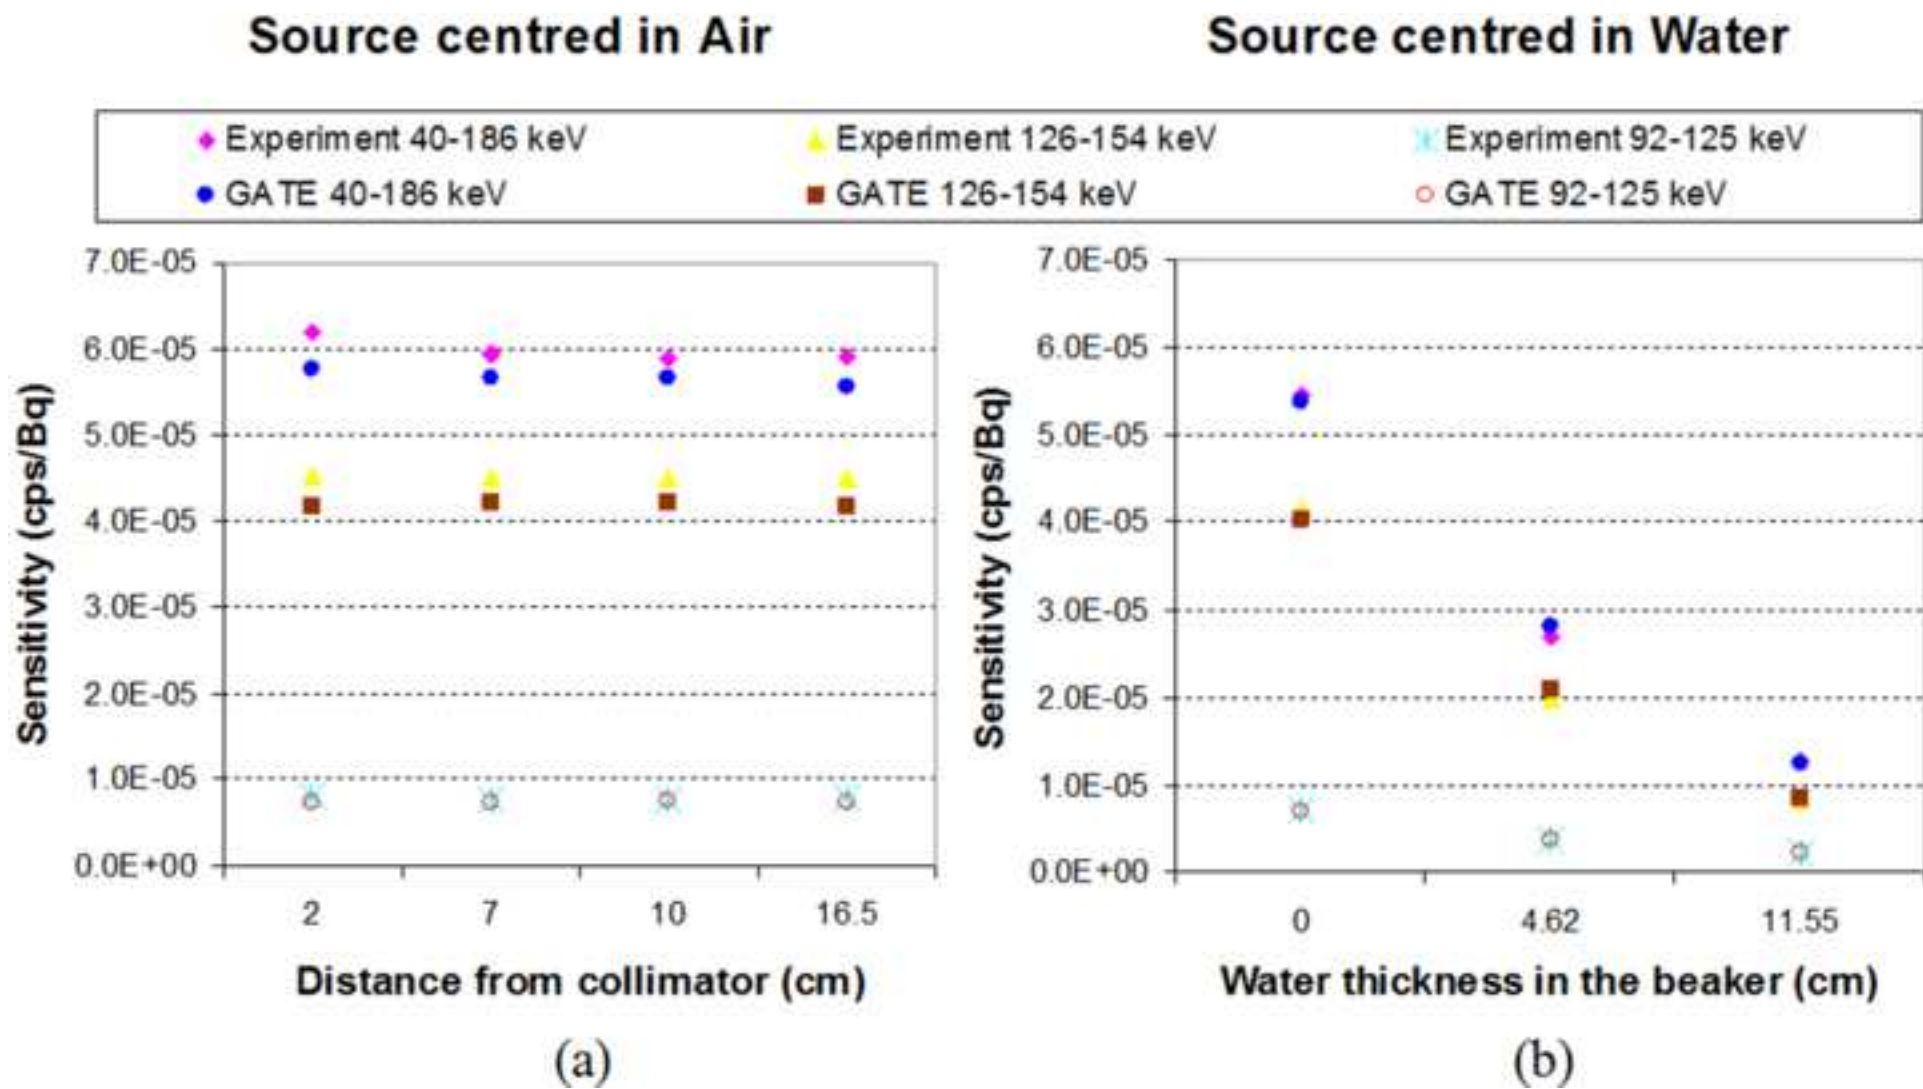 Source centred in Air
Source centred in Water
Experiment 40-186 keV
Experiment 126-154 keV
Experiment 92-125 keV
GATE 40-186 keV
GATE 126-154 keV
GATE 92-125 keV
Sensitivity (cps/Bq)
7.0E-05
6.0E-05
5.0E-05
4.0E-05
3.0E-05
2.0E-05
1.0E-05
0.0E+00
2 7 10 16.5
Distance from collimator (cm)
(a)
Sensitivity (cps/Bq)
7.0E-05
6.0E-05
5.0E-05
4.0E-05
3.0E-05
2.0E-05
1.0E-05
0.0E+00
0 4.62 11.55
Water thickness in the beaker (cm)
(b)